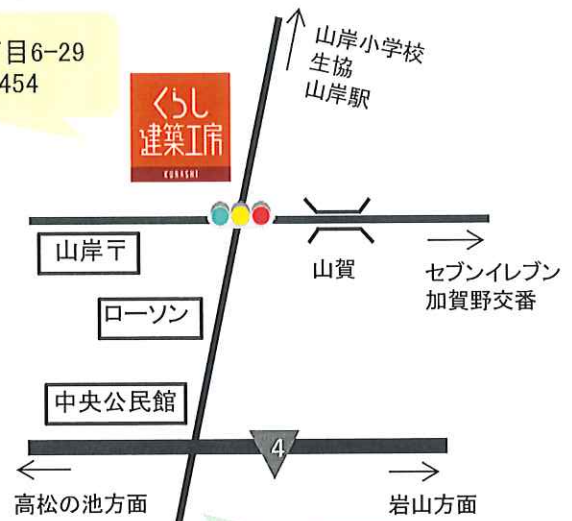 目6-29
454
山岸小学校
生協
山岸駅
くらし
建築工房
KURASHI
山岸〒
山賀
セブンイレブン
加賀野交番
ローソン
中央公民館
4
高松の池方面
岩山方面